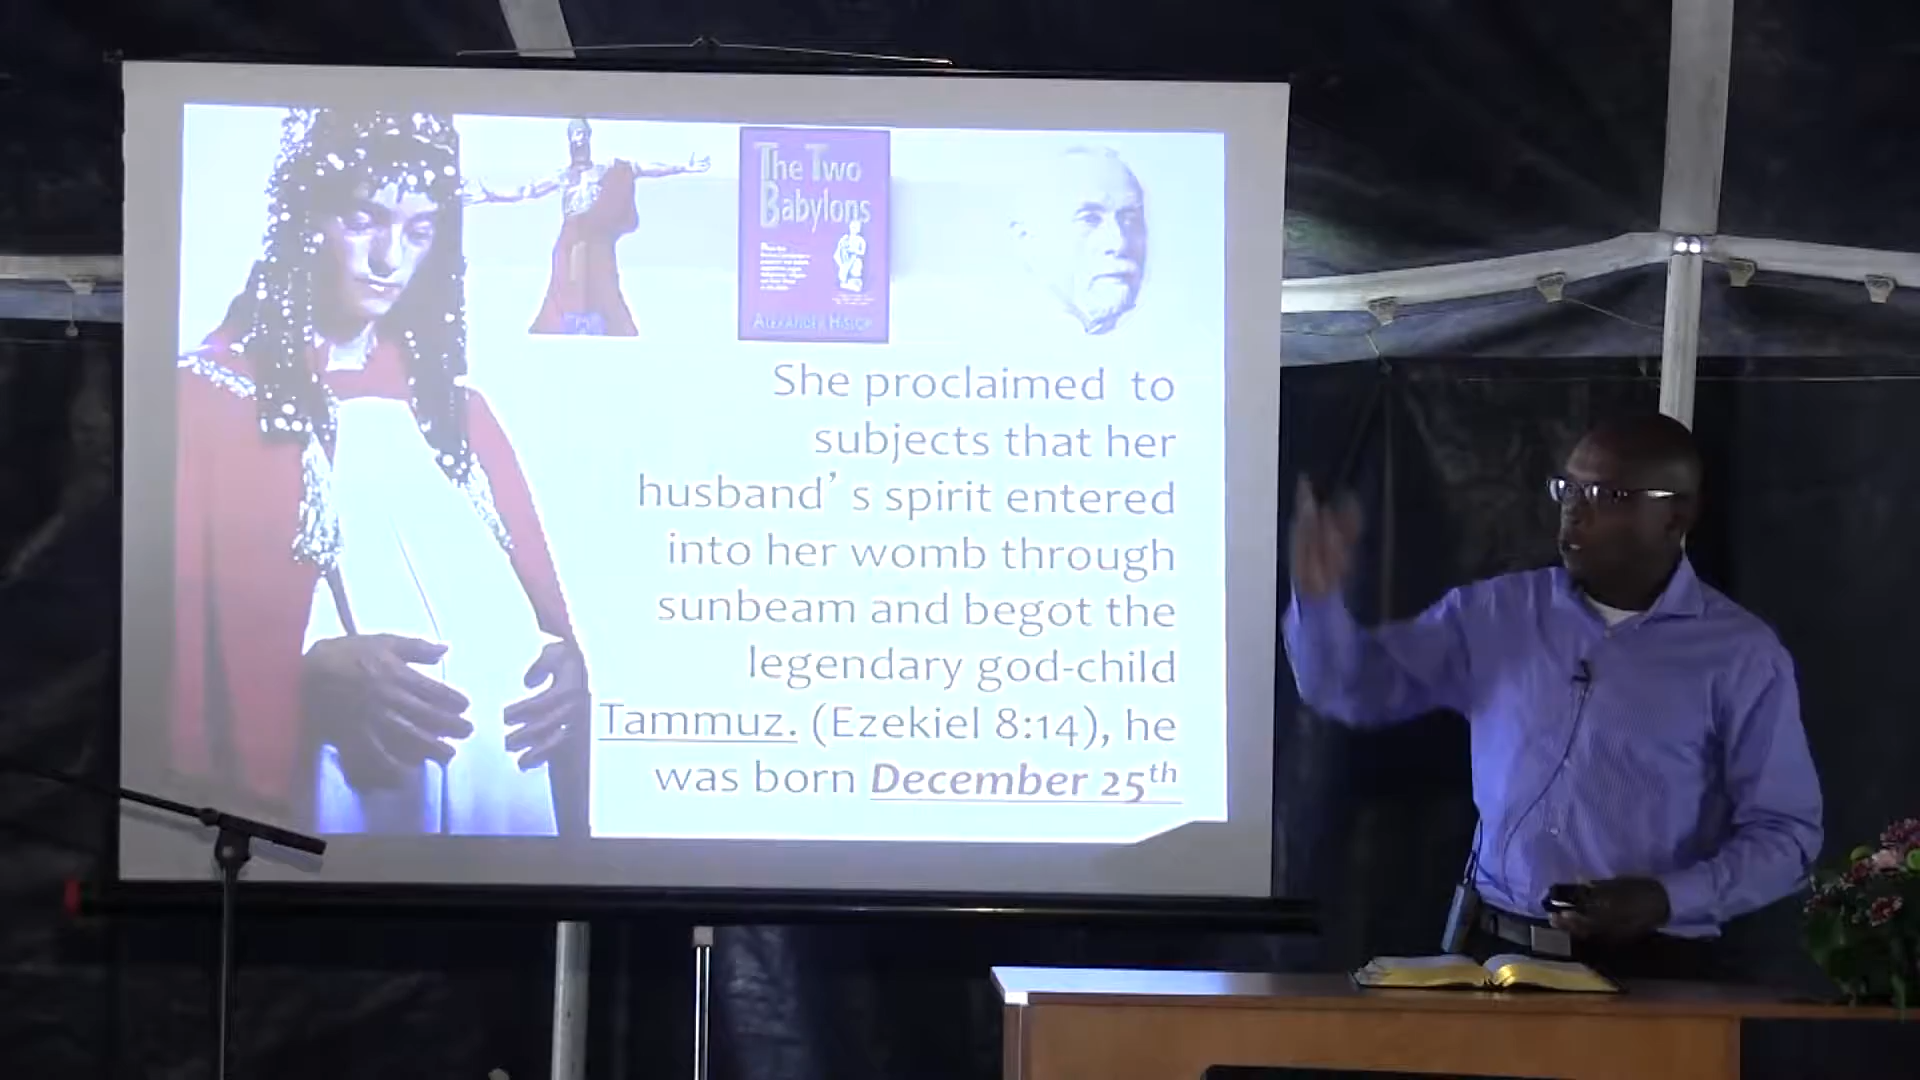 The Two
Babylons
ALEXANDER HISLOP
She proclaimed to
subjects that her
husband’ s spirit entered
into her womb through
sunbeam and begot the
legendary god-child
Tammuz. (Ezekiel 8:14), he
was born December 25th